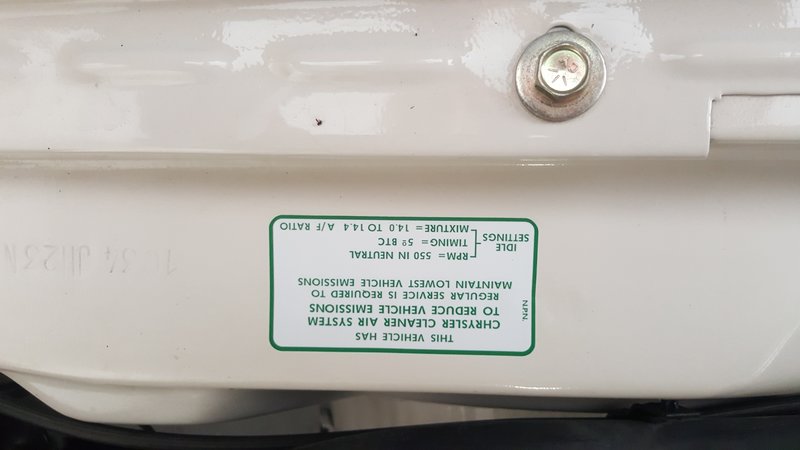 THIS VEHICLE HAS
CHRYSLER CLEANER AIR SYSTEM
TO REDUCE VEHICLE EMISSIONS
REGULAR SERVICE IS REQUIRED TO
MAINTAIN LOWEST VEHICLE EMISSIONS
N.P.N.
IDLE
SETTINGS
RPM= 550 IN NEUTRAL
TIMING= 5º BTC
MIXTURE= 14.0 TO 14.4 A/F RATIO